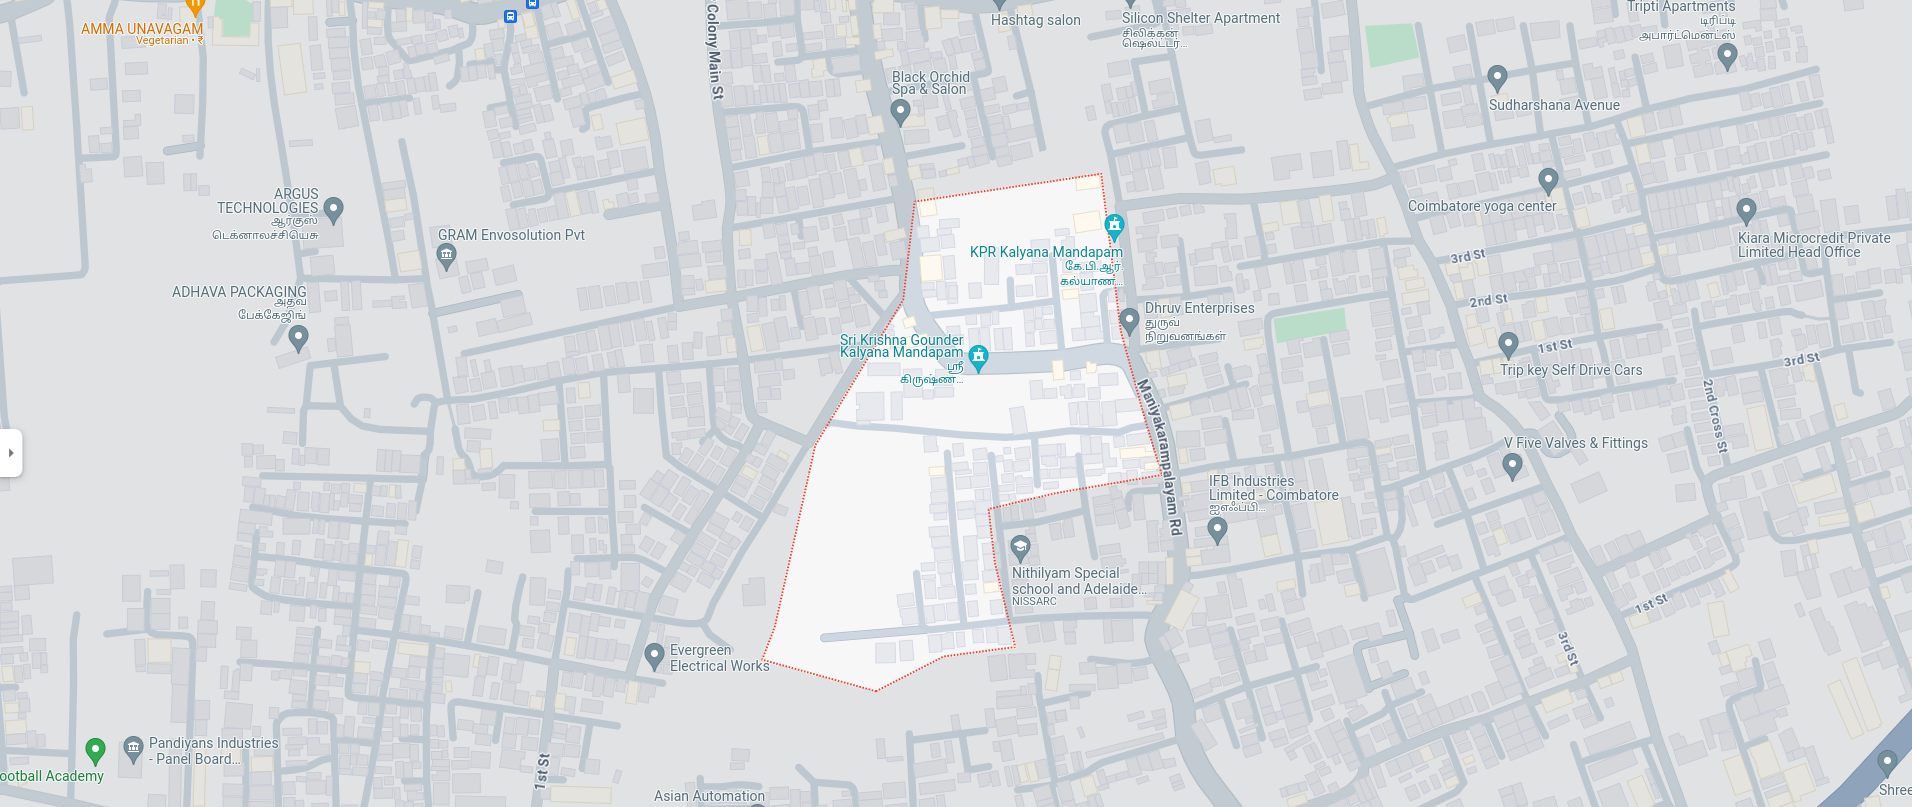 AMMA UNAVAGAM
Vegetarian • ₹
Colony Main St
Hashtag salon
Silicon Shelter Apartment
சிலிக்கன்
ஷெல்டர்...
Tripti Apartments
டிரிப்டி
அபார்ட்மென்ட்ஸ்
Black Orchid
Spa & Salon
Sudharshana Avenue
ARGUS
TECHNOLOGIES
ஆர்குஸ்
டெக்னாலச்சியெசு
GRAM Envosolution Pvt
Coimbatore yoga center
Kiara Microcredit Private
Limited Head Office
KPR Kalyana Mandapam
கே.பி.ஆர்.
கல்யாண...
3rd St
ADHAVA PACKAGING
அதவ
பேக்கேஜிங்
2nd St
Dhruv Enterprises
துருவ்
நிறுவனங்கள்
Sri Krishna Gounder
Kalyana Mandapam
ஸ்ரீ
கிருஷ்ண...
1st St
3rd St
Trip key Self Drive Cars
Maniyakarampalayam Rd
2nd Cross St
V Five Valves & Fittings
IFB Industries
Limited - Coimbatore
ஐஎஃப்பி...
Nithilyam Special
school and Adelaide...
NISSARC
1st St
3rd St
Evergreen
Electrical Works
Pandiyans Industries
- Panel Board...
ootball Academy
1st St
Asian Automation
Shree